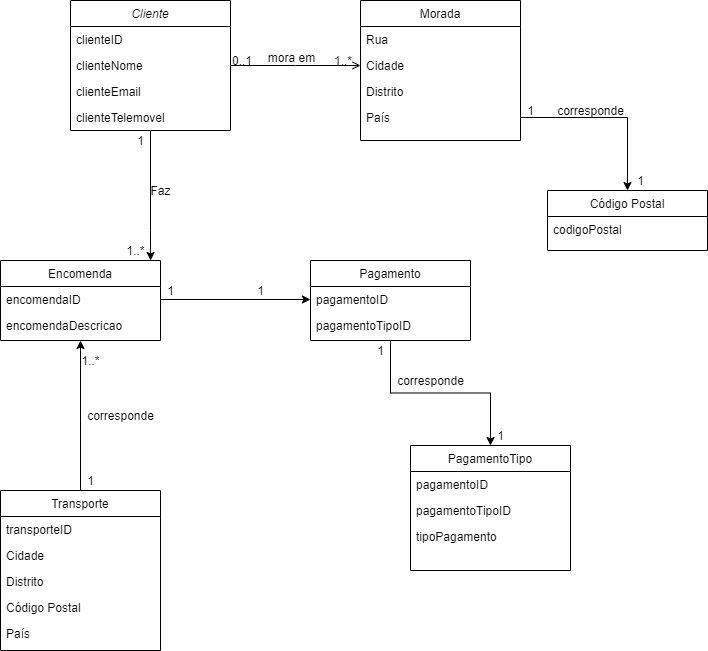 Cliente
clienteID
clienteNome
clienteEmail
clienteTelemovel
0..1
mora em
1..*
Morada
Rua
Cidade
Distrito
País
1
corresponde
1
Código Postal
codigoPostal
1
Faz
1..*
Encomenda
encomendaID
encomendaDescricao
1
1
Pagamento
pagamentoID
pagamentoTipoID
1
corresponde
1
PagamentoTipo
pagamentoID
pagamentoTipoID
tipoPagamento
1..*
corresponde
1
Transporte
transporteID
Cidade
Distrito
Código Postal
País